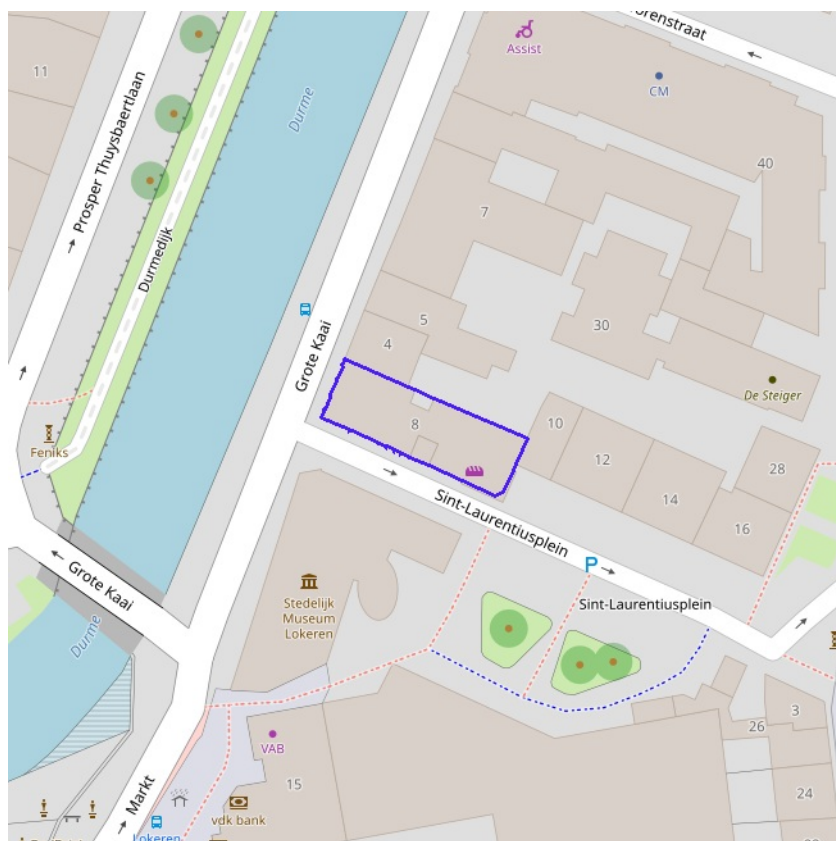 orenstraat
Assist
CM
11
40
Prosper Thuysbaertlaan
Durme
7
Durmedijk
5
30
4
Grote Kaai
De Steiger
8
10
Feniks
12
28
14
16
Sint-Laurentiusplein
P
Grote Kaai
Stedelijk
Museum
Lokeren
Sint-Laurentiusplein
Durme
3
26
VAB
15
24
Markt
vdk bank
Lokeren